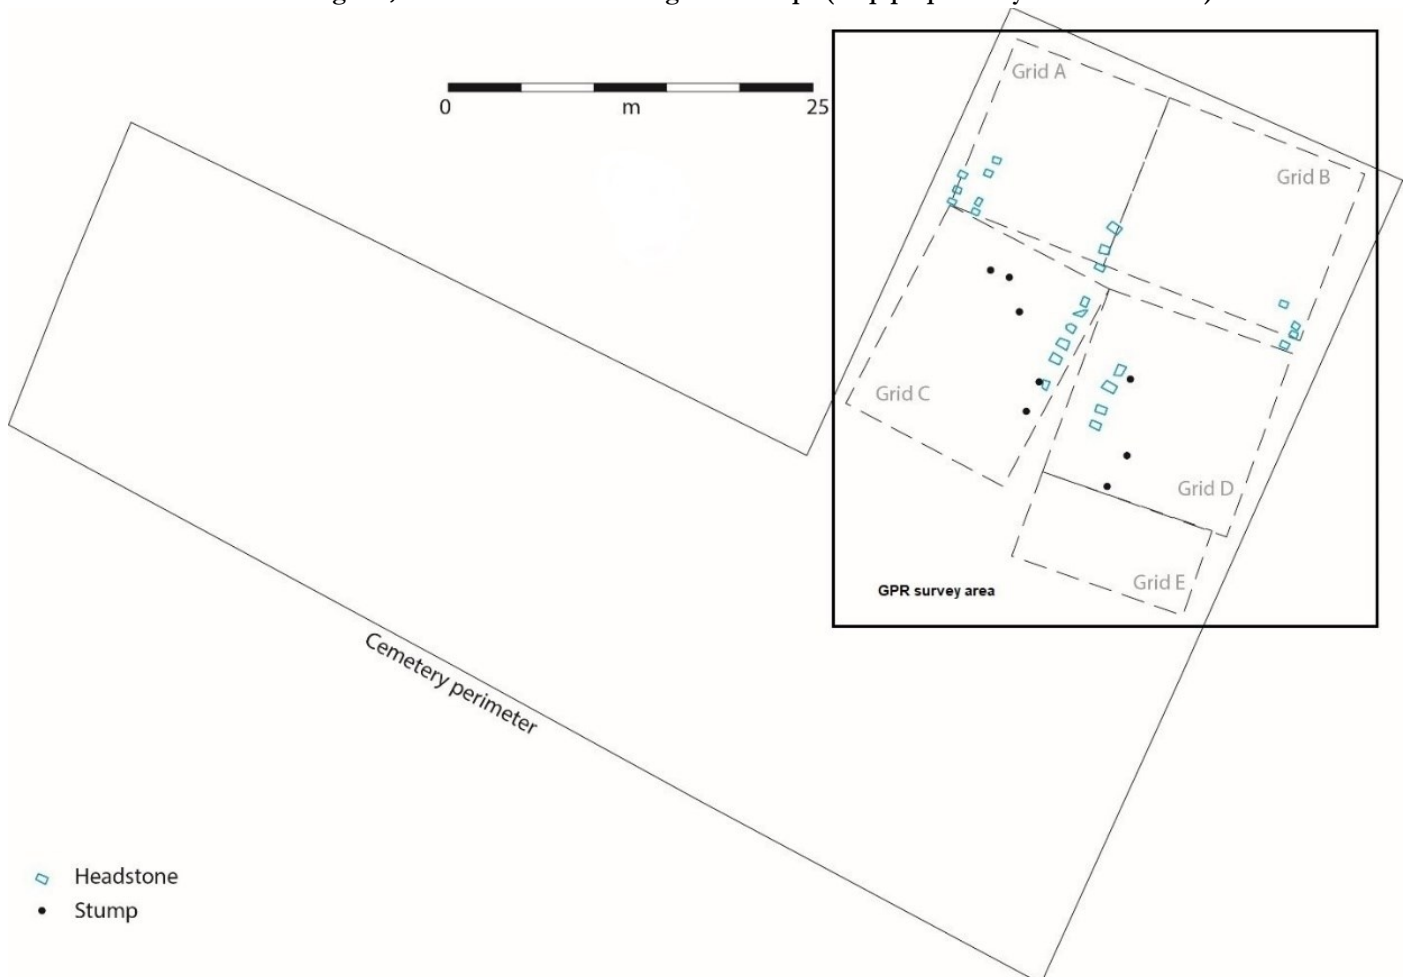 Grid A
0 m 25
Grid B
Grid C
Grid D
Grid E
GPR survey area
Cemetery perimeter
Headstone
Stump